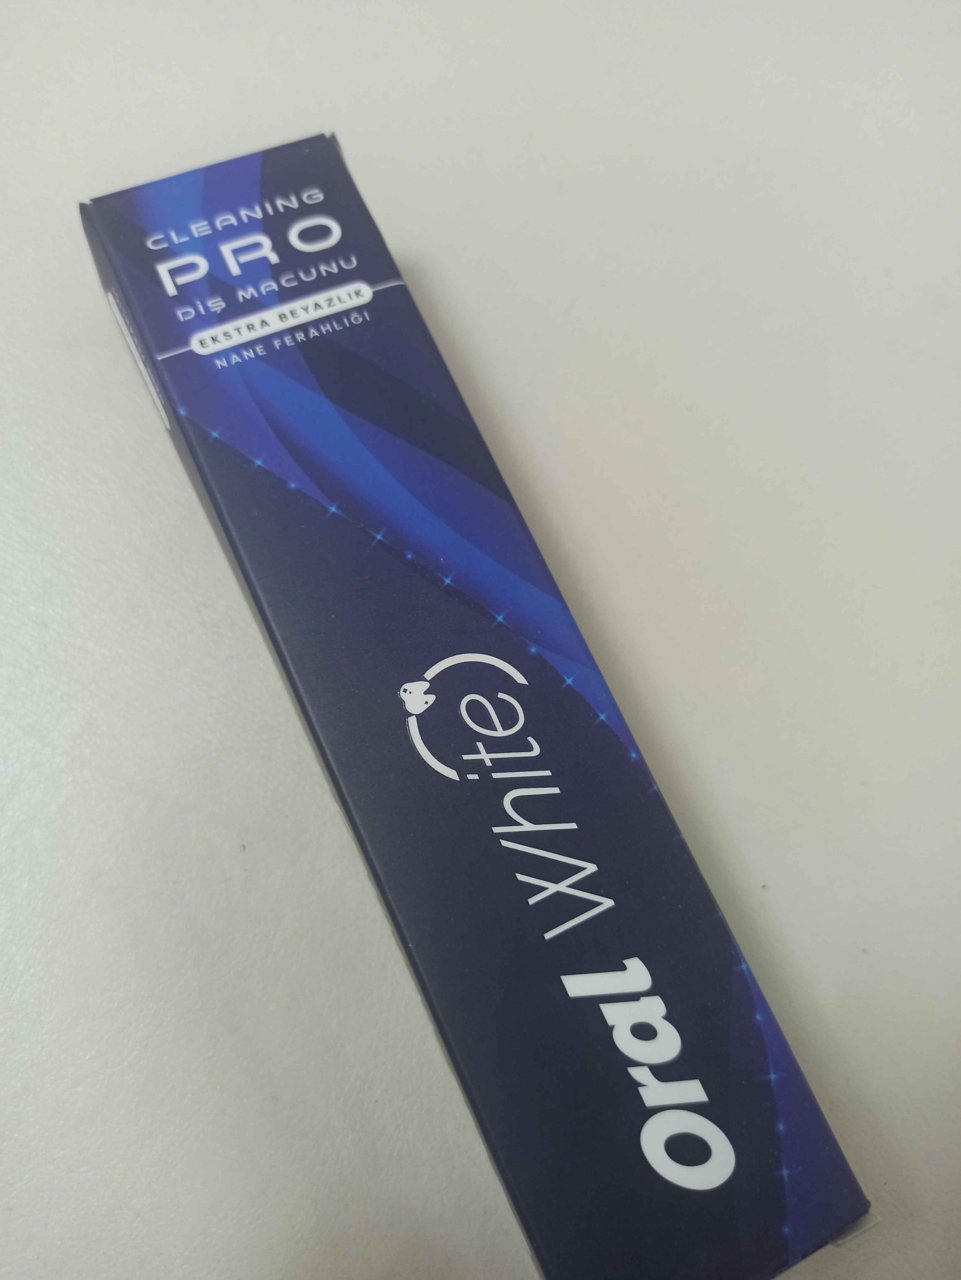 CLEANING
PRO
DİŞ MACUNU
EKSTRA BEYAZLIK
NANE FERAHLIĞI
Oral White